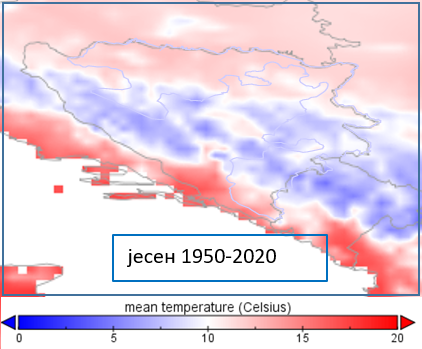 јесен 1950-2020
mean temperature (Celsius)
0 5 10 15 20